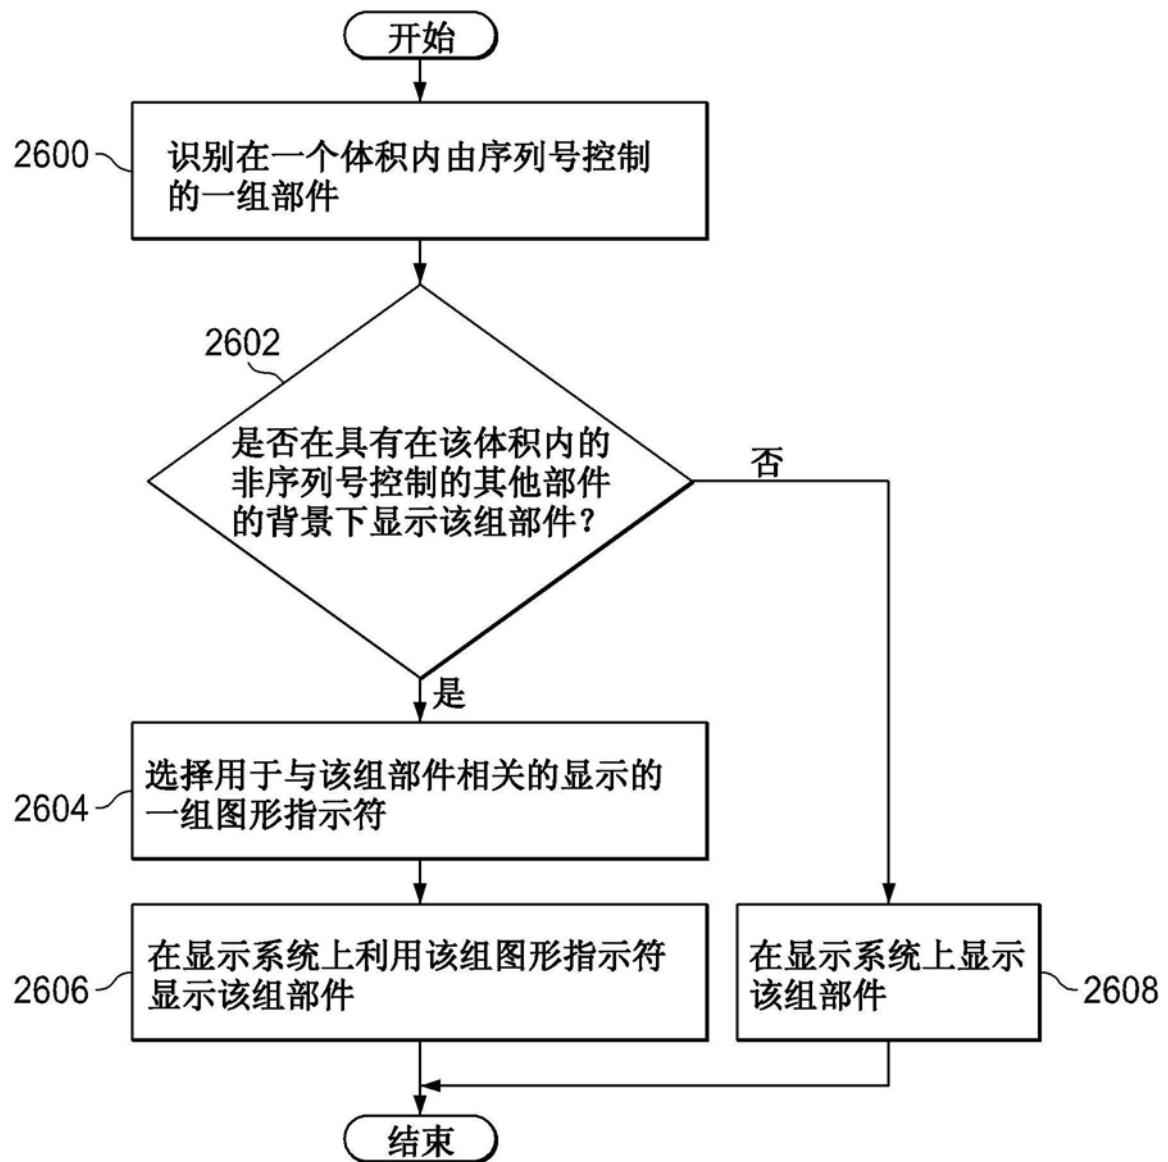 开始
2600
识别在一个体积内由序列号控制
的一组部件
2602
是否在具有在该体积内的
非序列号控制的其他部件
的背景下显示该组部件?
否
是
2604
选择用于与该组部件相关的显示的
一组图形指示符
2606
在显示系统上利用该组图形指示符
显示该组部件
在显示系统上显示
该组部件
2608
结束